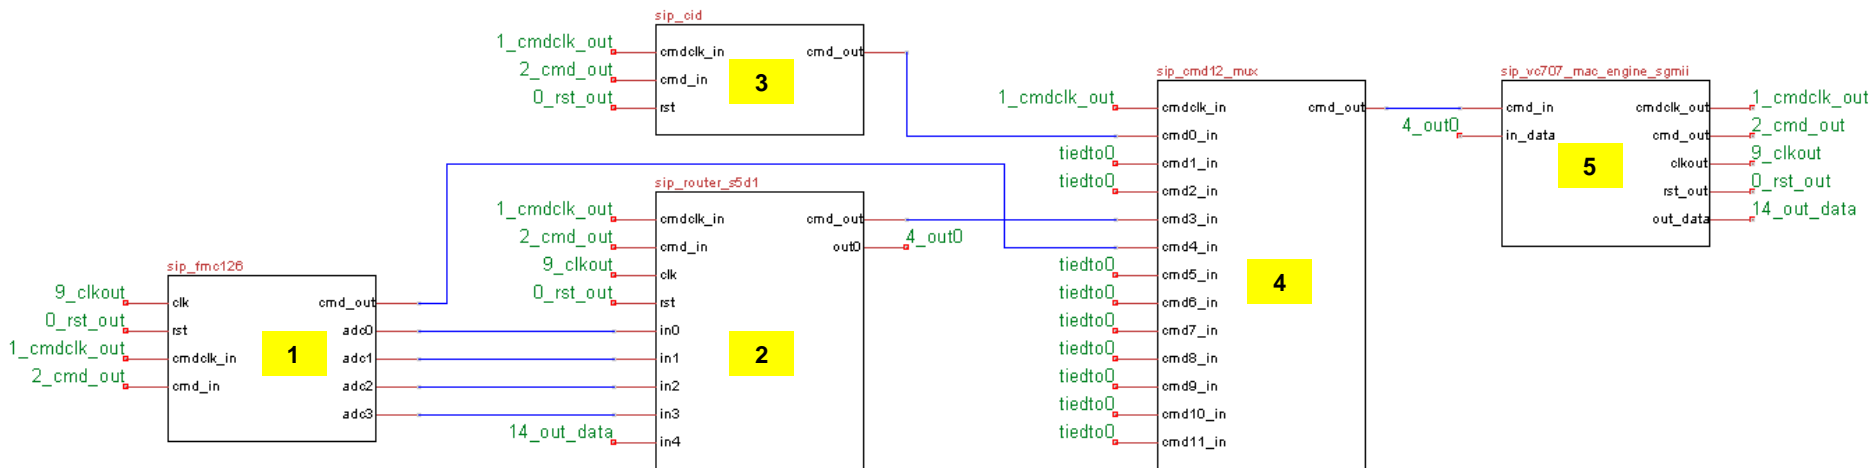 sip_cid
1_cmdclk_out cmdclk_in cmd_out
2_cmd_out cmd_in
0_rst_out rst
3
sip_fmc126
9_clkout clk cmd_out
0_rst_out rst adc0
1_cmdclk_out cmdclk_in adc1
2_cmd_out cmd_in adc2
adc3
1
sip_router_s5d1
1_cmdclk_out cmdclk_in cmd_out
2_cmd_out cmd_in out0 4_out0
9_clkout clk
0_rst_out rst
in0
in1
in2
in3
14_out_data in4
2
sip_cmd12_mux
1_cmdclk_out cmdclk_in cmd_out
cmd0_in
tiedto0 cmd1_in
tiedto0 cmd2_in
cmd3_in
cmd4_in
tiedto0 cmd5_in
tiedto0 cmd6_in
tiedto0 cmd7_in
tiedto0 cmd8_in
tiedto0 cmd9_in
tiedto0 cmd10_in
tiedto0 cmd11_in
4
sip_vc707_mac_engine_sgmii
cmd_in cmdclk_out 1_cmdclk_out
4_out0 in_data cmd_out 2_cmd_out
clkout 9_clkout
rst_out 0_rst_out
out_data 14_out_data
5